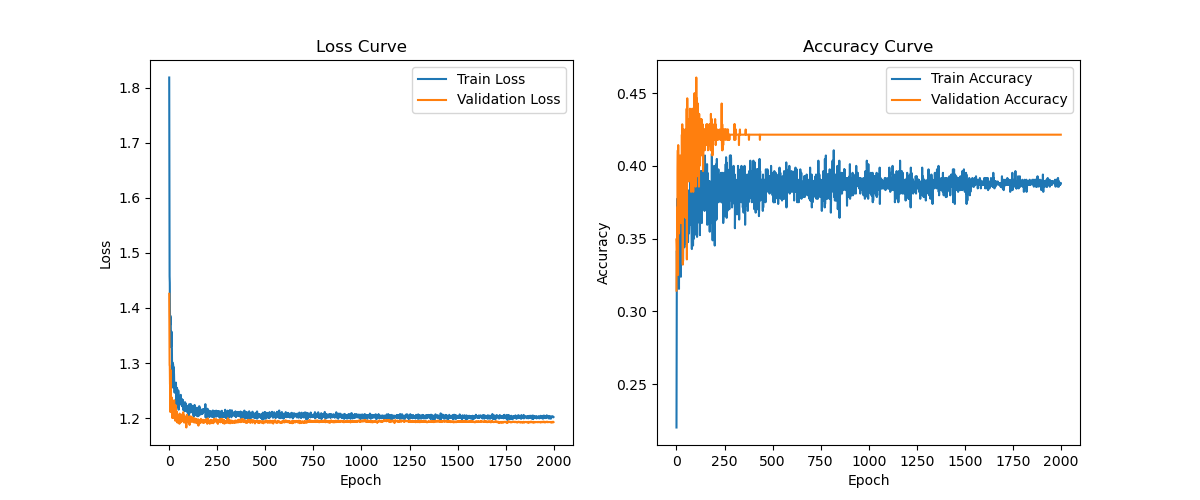 Loss Curve
Train Loss
Validation Loss
1.8
1.7
1.6
1.5
1.4
1.3
1.2
Loss
0 250 500 750 1000 1250 1500 1750 2000
Epoch
Accuracy Curve
Train Accuracy
Validation Accuracy
0.45
0.40
0.35
0.30
0.25
Accuracy
0 250 500 750 1000 1250 1500 1750 2000
Epoch